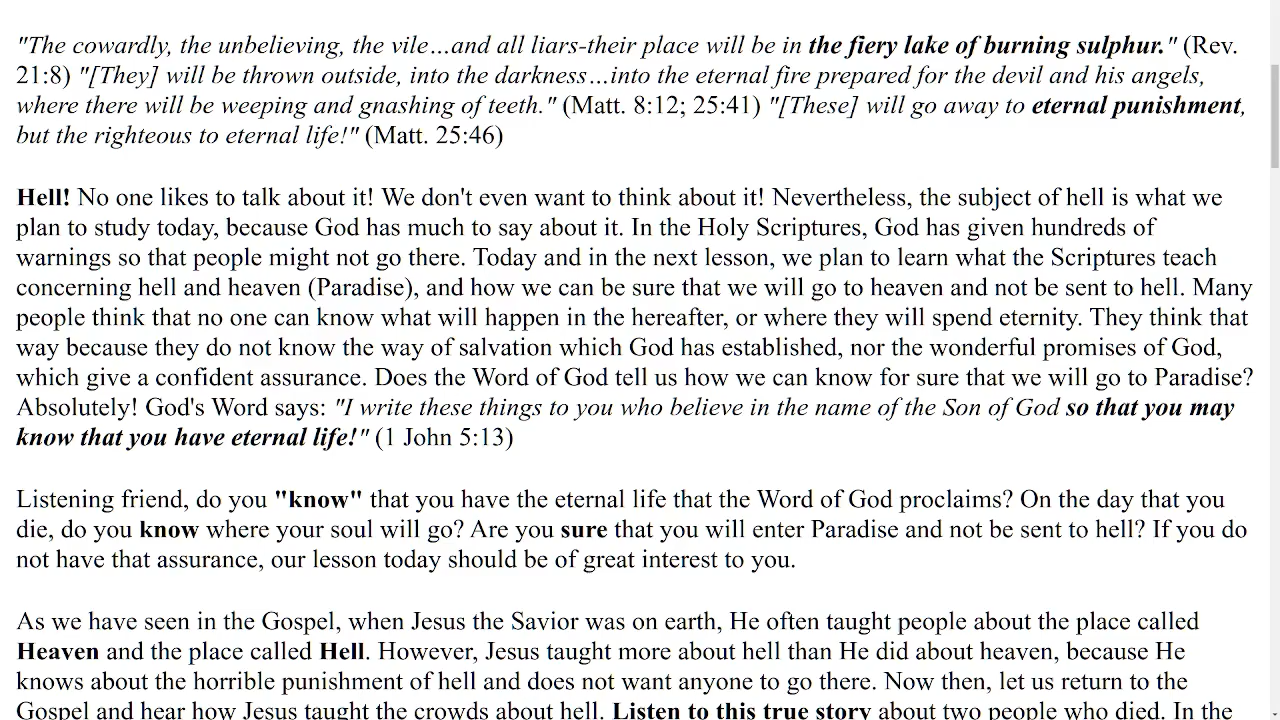 "The cowardly, the unbelieving, the vile...and all liars-their place will be in the fiery lake of burning sulphur." (Rev.
21:8) "[They] will be thrown outside, into the darkness...into the eternal fire prepared for the devil and his angels,
where there will be weeping and gnashing of teeth." (Matt. 8:12; 25:41) "[These] will go away to eternal punishment,
but the righteous to eternal life!" (Matt. 25:46)
Hell! No one likes to talk about it! We don't even want to think about it! Nevertheless, the subject of hell is what we
plan to study today, because God has much to say about it. In the Holy Scriptures, God has given hundreds of
warnings so that people might not go there. Today and in the next lesson, we plan to learn what the Scriptures teach
concerning hell and heaven (Paradise), and how we can be sure that we will go to heaven and not be sent to hell. Many
people think that no one can know what will happen in the hereafter, or where they will spend eternity. They think that
way because they do not know the way of salvation which God has established, nor the wonderful promises of God,
which give a confident assurance. Does the Word of God tell us how we can know for sure that we will go to Paradise?
Absolutely! God's Word says: "I write these things to you who believe in the name of the Son of God so that you may
know that you have eternal life!" (1 John 5:13)
Listening friend, do you "know" that you have the eternal life that the Word of God proclaims? On the day that you
die, do you know where your soul will go? Are you sure that you will enter Paradise and not be sent to hell? If you do
not have that assurance, our lesson today should be of great interest to you.
As we have seen in the Gospel, when Jesus the Savior was on earth, He often taught people about the place called
Heaven and the place called Hell. However, Jesus taught more about hell than He did about heaven, because He
knows about the horrible punishment of hell and does not want anyone to go there. Now then, let us return to the
Gospel and hear how Jesus taught the crowds about hell. Listen to this true story about two people who died. In the